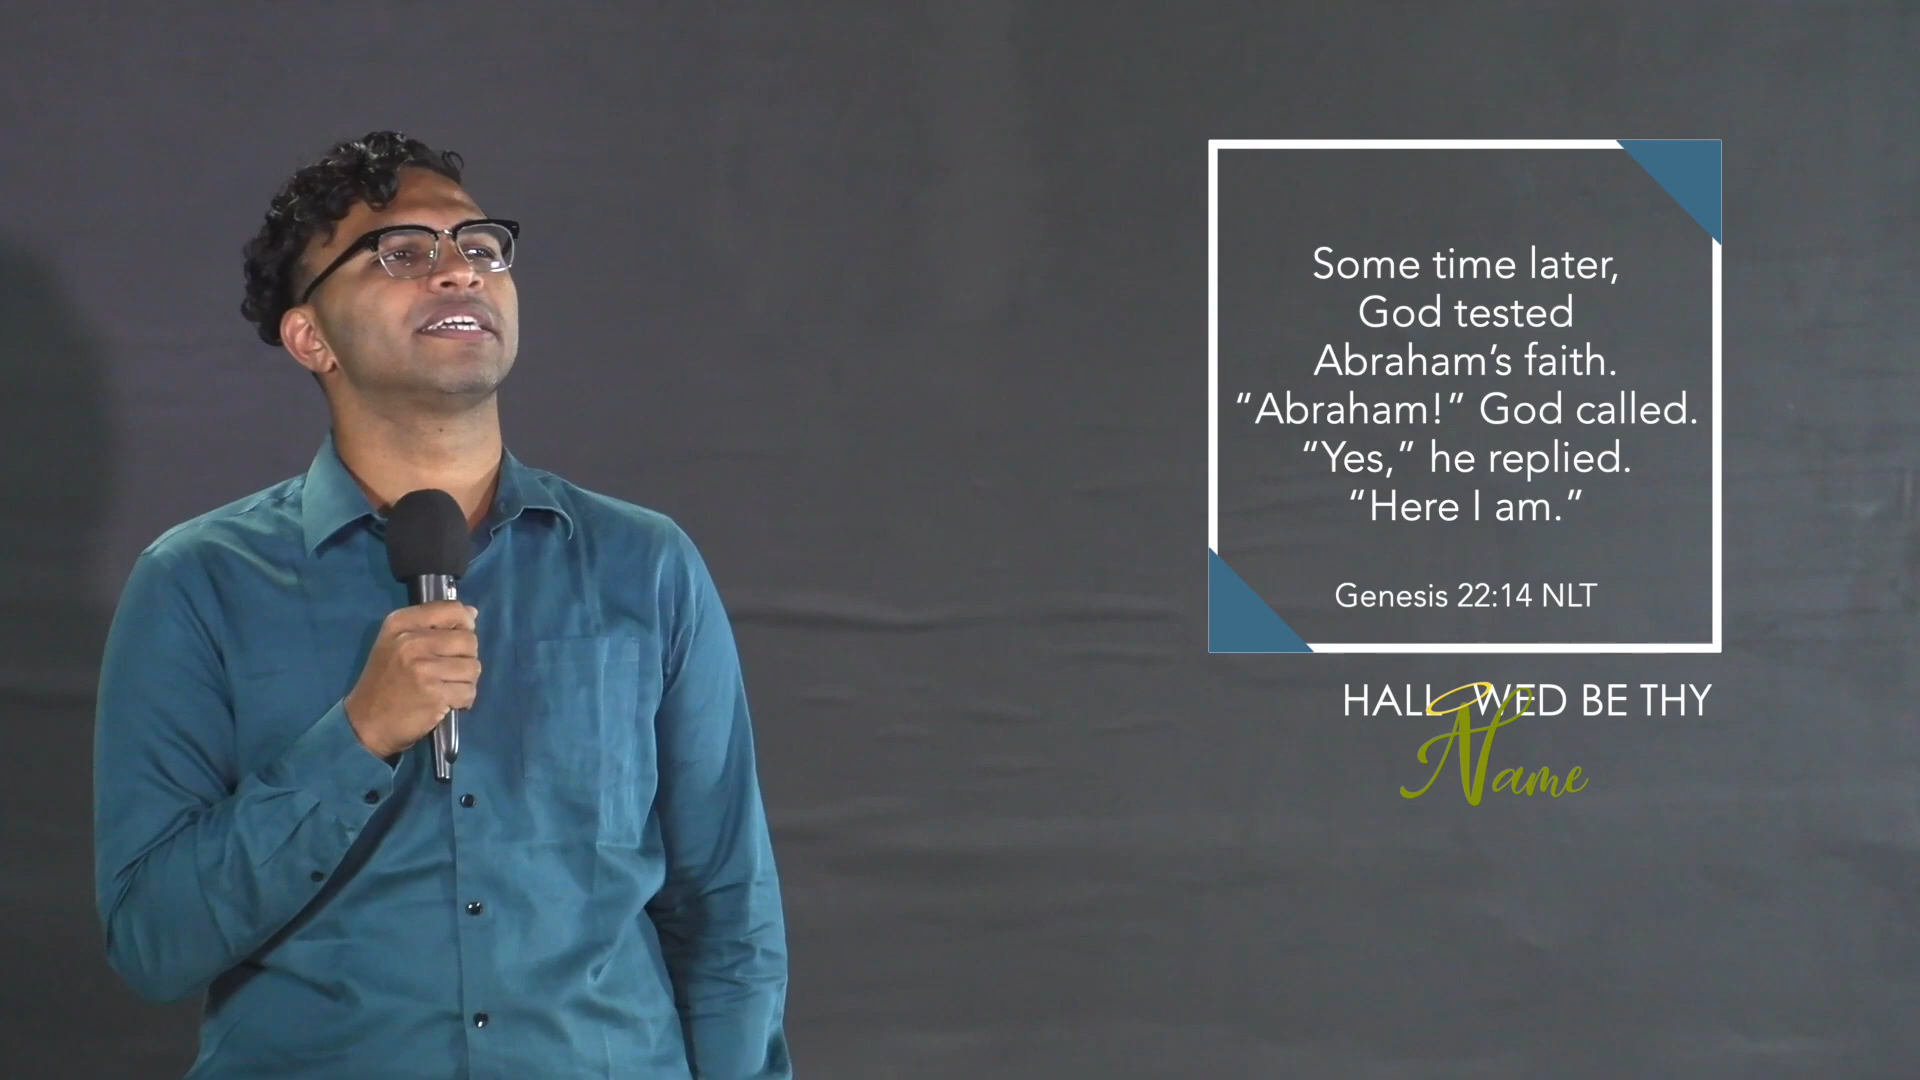 Some time later,
God tested
Abraham’s faith.
“Abraham!” God called.
“Yes,” he replied.
“Here I am.”
Genesis 22:14 NLT
HALLOWED BE THY
Name